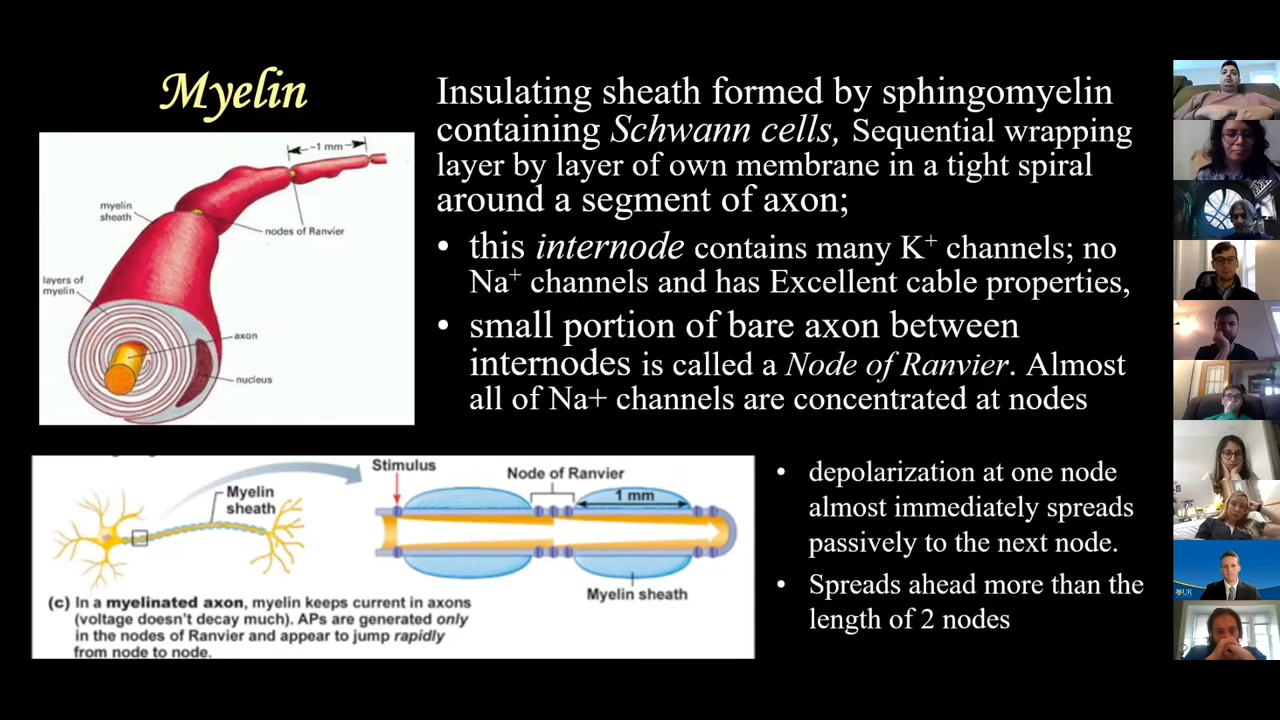 Myelin
~1 mm
myelin
sheath
nodes of Ranvier
layers of
myelin
axon
nucleus
Insulating sheath formed by sphingomyelin
containing Schwann cells, Sequential wrapping
layer by layer of own membrane in a tight spiral
around a segment of axon;
• this internode contains many K⁺ channels; no
Na⁺ channels and has Excellent cable properties,
• small portion of bare axon between
internodes is called a Node of Ranvier. Almost
all of Na+ channels are concentrated at nodes
Stimulus
Node of Ranvier
Myelin
sheath
1 mm
Myelin sheath
(c) In a myelinated axon, myelin keeps current in axons
(voltage doesn't decay much). APs are generated only
in the nodes of Ranvier and appear to jump rapidly
from node to node.
• depolarization at one node
almost immediately spreads
passively to the next node.
• Spreads ahead more than the
length of 2 nodes
UR